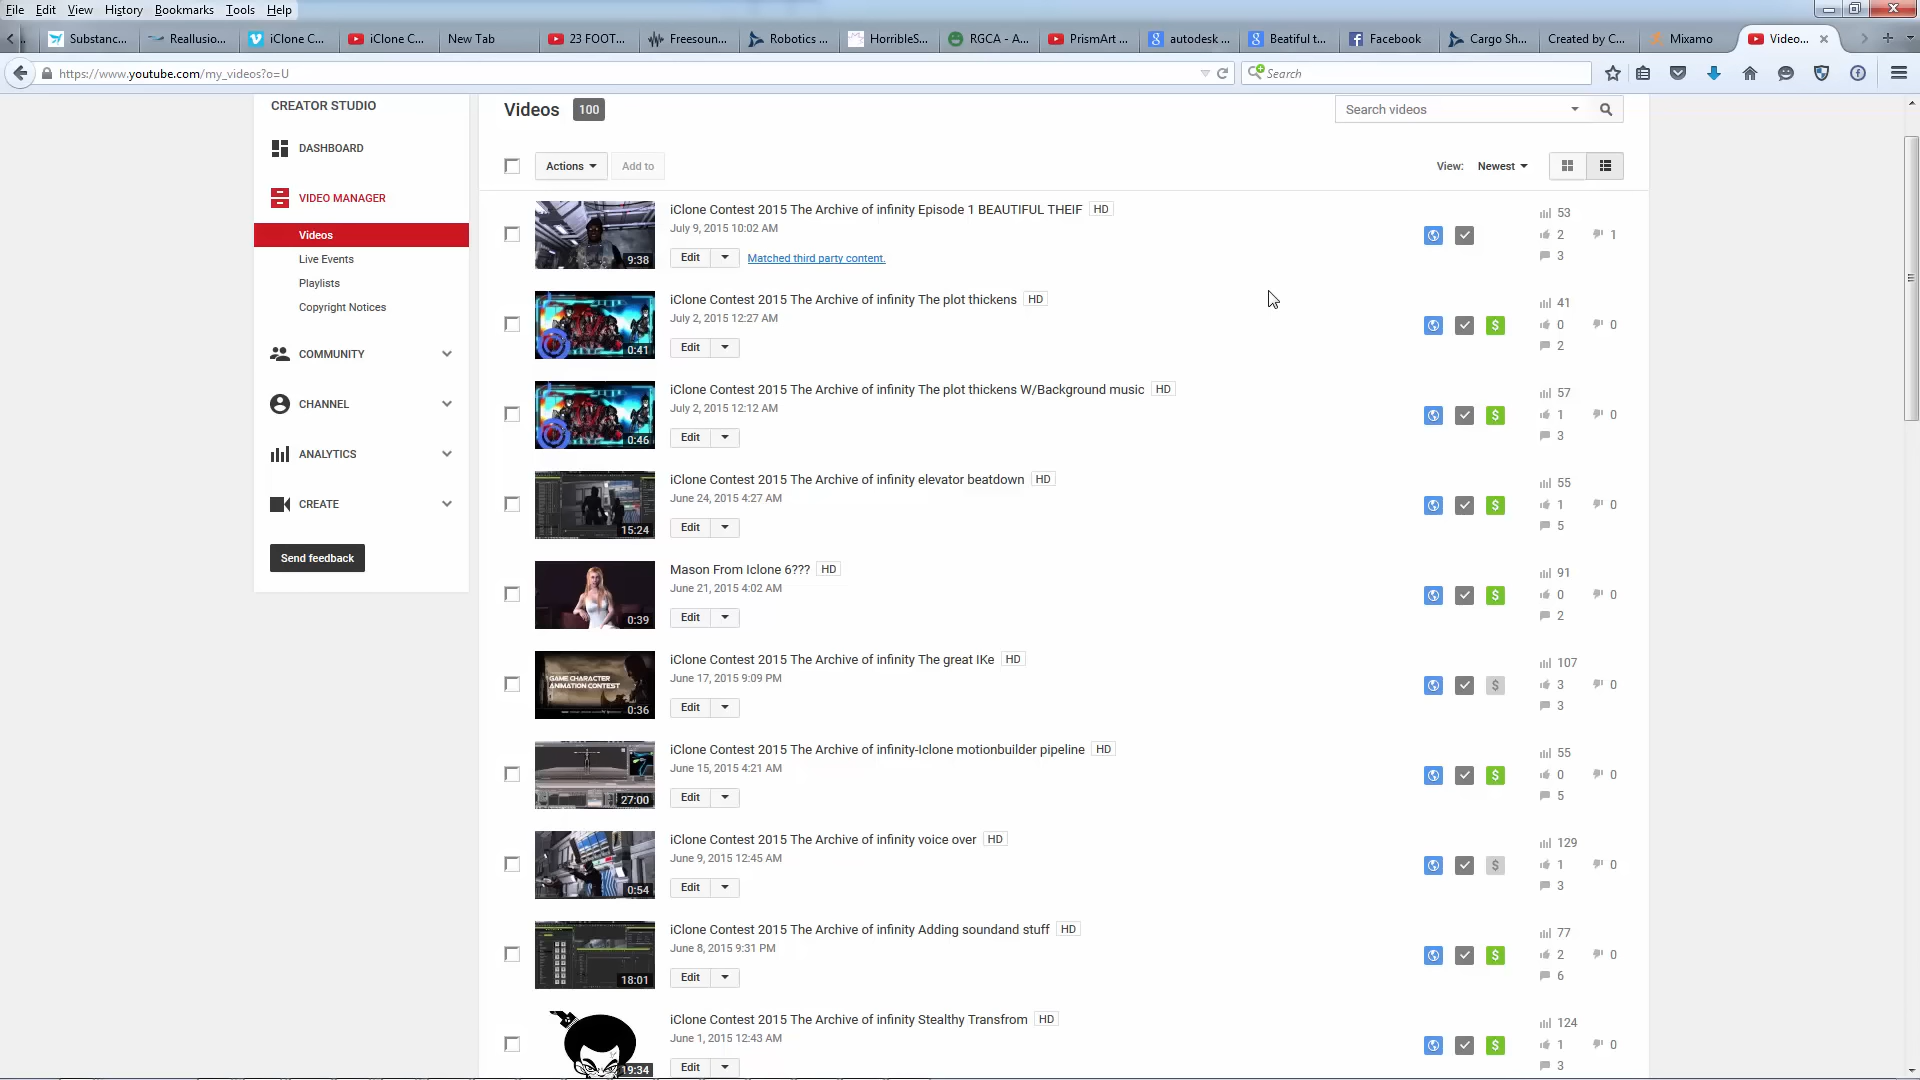 File Edit View History Bookmarks Tools Help
Substanc... Reallusio... iClone C... iClone C... New Tab 23 FOOT... Freesoun... Robotics ... HorribleS... RGCA - A... PrismArt ... autodesk ... Beatiful t... Facebook Cargo Sh... Created by C... Mixamo Video...
https://www.youtube.com/my_videos?o=U Search
CREATOR STUDIO
DASHBOARD
VIDEO MANAGER
Videos
Live Events
Playlists
Copyright Notices
COMMUNITY
CHANNEL
ANALYTICS
CREATE
Send feedback
Videos 100 Search videos
Actions Add to View: Newest
iClone Contest 2015 The Archive of infinity Episode 1 BEAUTIFUL THEIF HD 53
July 9, 2015 10:02 AM 2 1
9:38 Edit Matched third party content. 3
iClone Contest 2015 The Archive of infinity The plot thickens HD 41
July 2, 2015 12:27 AM $ 0 0
0:41 Edit 2
iClone Contest 2015 The Archive of infinity The plot thickens W/Background music HD 57
July 2, 2015 12:12 AM $ 1 0
0:46 Edit 3
iClone Contest 2015 The Archive of infinity elevator beatdown HD 55
June 24, 2015 4:27 AM $ 1 0
15:24 Edit 5
Mason From Iclone 6??? HD 91
June 21, 2015 4:02 AM $ 0 0
0:39 Edit 2
iClone Contest 2015 The Archive of infinity The great IKe HD 107
GAME CHARACTER
ANIMATION CONTEST
June 17, 2015 9:09 PM $ 3 0
0:36 Edit 3
iClone Contest 2015 The Archive of infinity-Iclone motionbuilder pipeline HD 55
June 15, 2015 4:21 AM $ 0 0
27:00 Edit 5
iClone Contest 2015 The Archive of infinity voice over HD 129
June 9, 2015 12:45 AM $ 1 0
0:54 Edit 3
iClone Contest 2015 The Archive of infinity Adding soundand stuff HD 77
June 8, 2015 9:31 PM $ 2 0
18:01 Edit 6
iClone Contest 2015 The Archive of infinity Stealthy Transfrom HD 124
June 1, 2015 12:43 AM $ 1 0
19:34 Edit 3